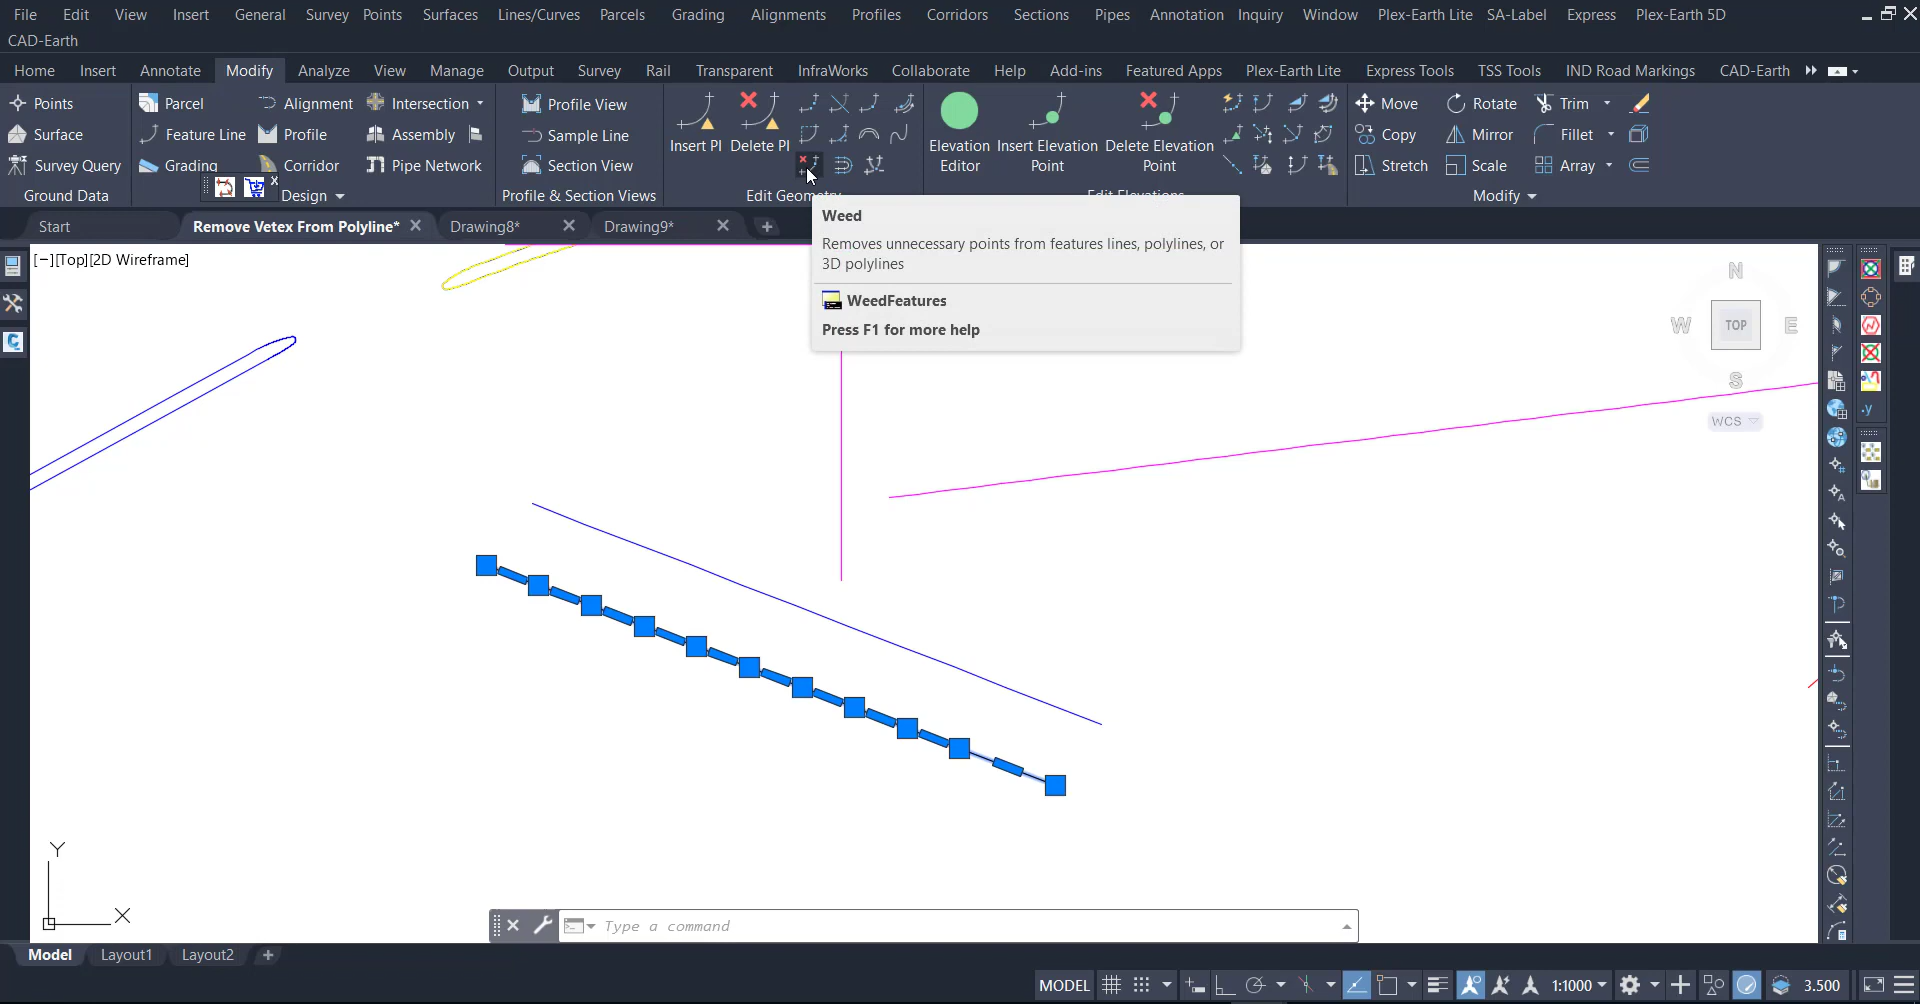 File Edit View Insert General Survey Points Surfaces Lines/Curves Parcels Grading Alignments Profiles Corridors Sections Pipes Annotation Inquiry Window Plex-Earth Lite SA-Label Express Plex-Earth 5D
CAD-Earth
Home Insert Annotate Modify Analyze View Manage Output Survey Rail Transparent InfraWorks Collaborate Help Add-ins Featured Apps Plex-Earth Lite Express Tools TSS Tools IND Road Markings CAD-Earth
Points Parcel Alignment Intersection Profile View Move Rotate Trim
Surface Feature Line Profile Assembly Sample Line Insert PI Delete PI Elevation Editor Insert Elevation Point Delete Elevation Point Copy Mirror Fillet
Survey Query Grading Corridor Pipe Network Section View Stretch Scale Array
Ground Data Design Profile & Section Views Edit Geometry Edit Elevations Modify
Start Remove Vetex From Polyline* Drawing8* Drawing9*
Weed
Removes unnecessary points from features lines, polylines, or
3D polylines
WeedFeatures
Press F1 for more help
[−][Top][2D Wireframe]
N
W TOP E
S
WCS
.y
Y
X
Type a command
Model Layout1 Layout2
MODEL 1:1000 3.500